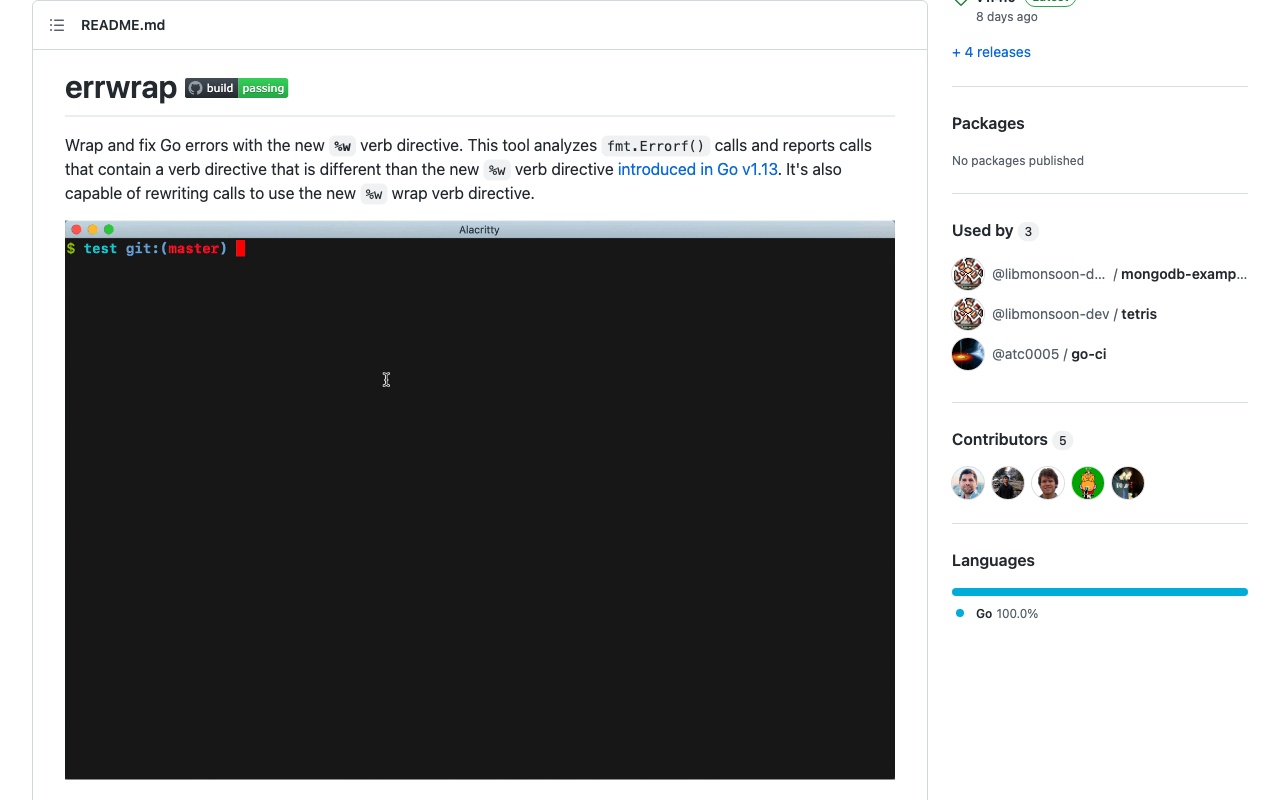 README.md
errwrap build passing
Wrap and fix Go errors with the new %w verb directive. This tool analyzes fmt.Errorf() calls and reports calls
that contain a verb directive that is different than the new %w verb directive introduced in Go v1.13. It's also
capable of rewriting calls to use the new %w wrap verb directive.
Alacritty
$ test git:(master)
8 days ago
+ 4 releases
Packages
No packages published
Used by 3
@libmonsoon-d... / mongodb-examp...
@libmonsoon-dev / tetris
@atc0005 / go-ci
Contributors 5
Languages
Go 100.0%